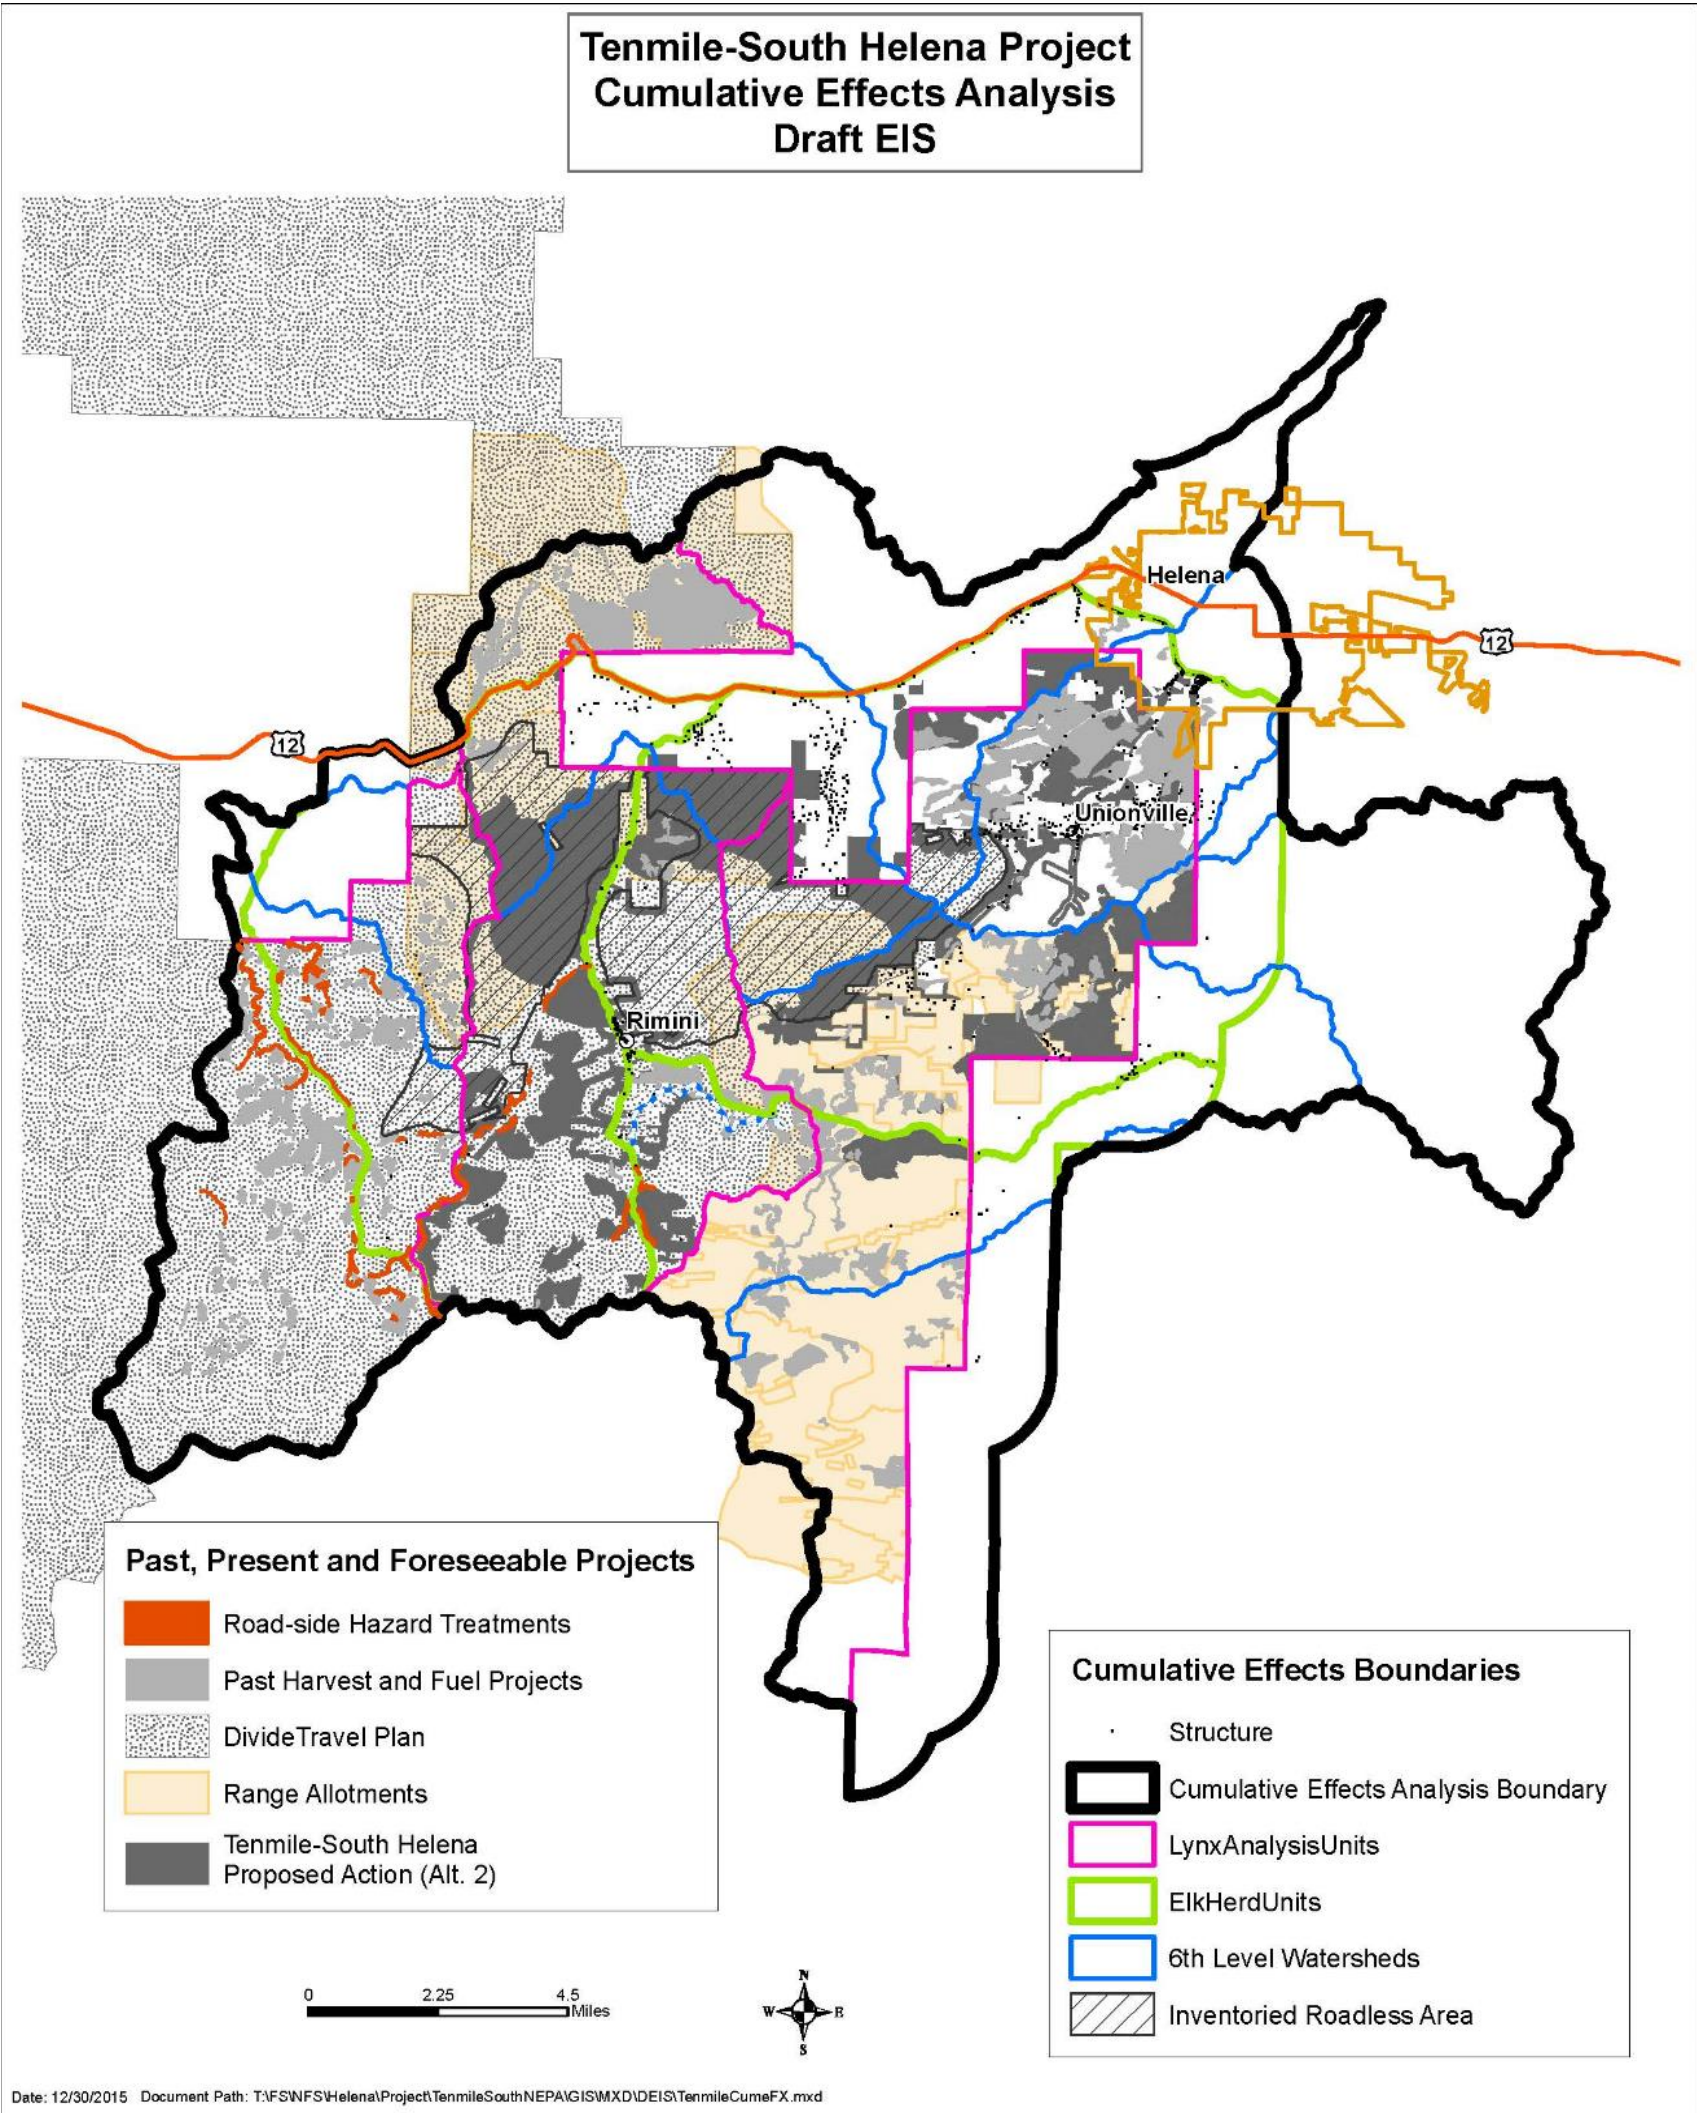 Tenmile-South Helena Project
Cumulative Effects Analysis
Draft EIS
Helena
12
12
Unionville
Rimini
Past, Present and Foreseeable Projects
Road-side Hazard Treatments
Past Harvest and Fuel Projects
DivideTravel Plan
Range Allotments
Tenmile-South Helena
Proposed Action (Alt. 2)
Cumulative Effects Boundaries
Structure
Cumulative Effects Analysis Boundary
LynxAnalysisUnits
ElkHerdUnits
6th Level Watersheds
Inventoried Roadless Area
0 2.25 4.5
Miles
N
W E
S
Date: 12/30/2015 Document Path: T:\FS\NFS\Helena\Project\TenmileSouthNEPA\GIS\MXD\DEIS\TenmileCumeFX.mxd